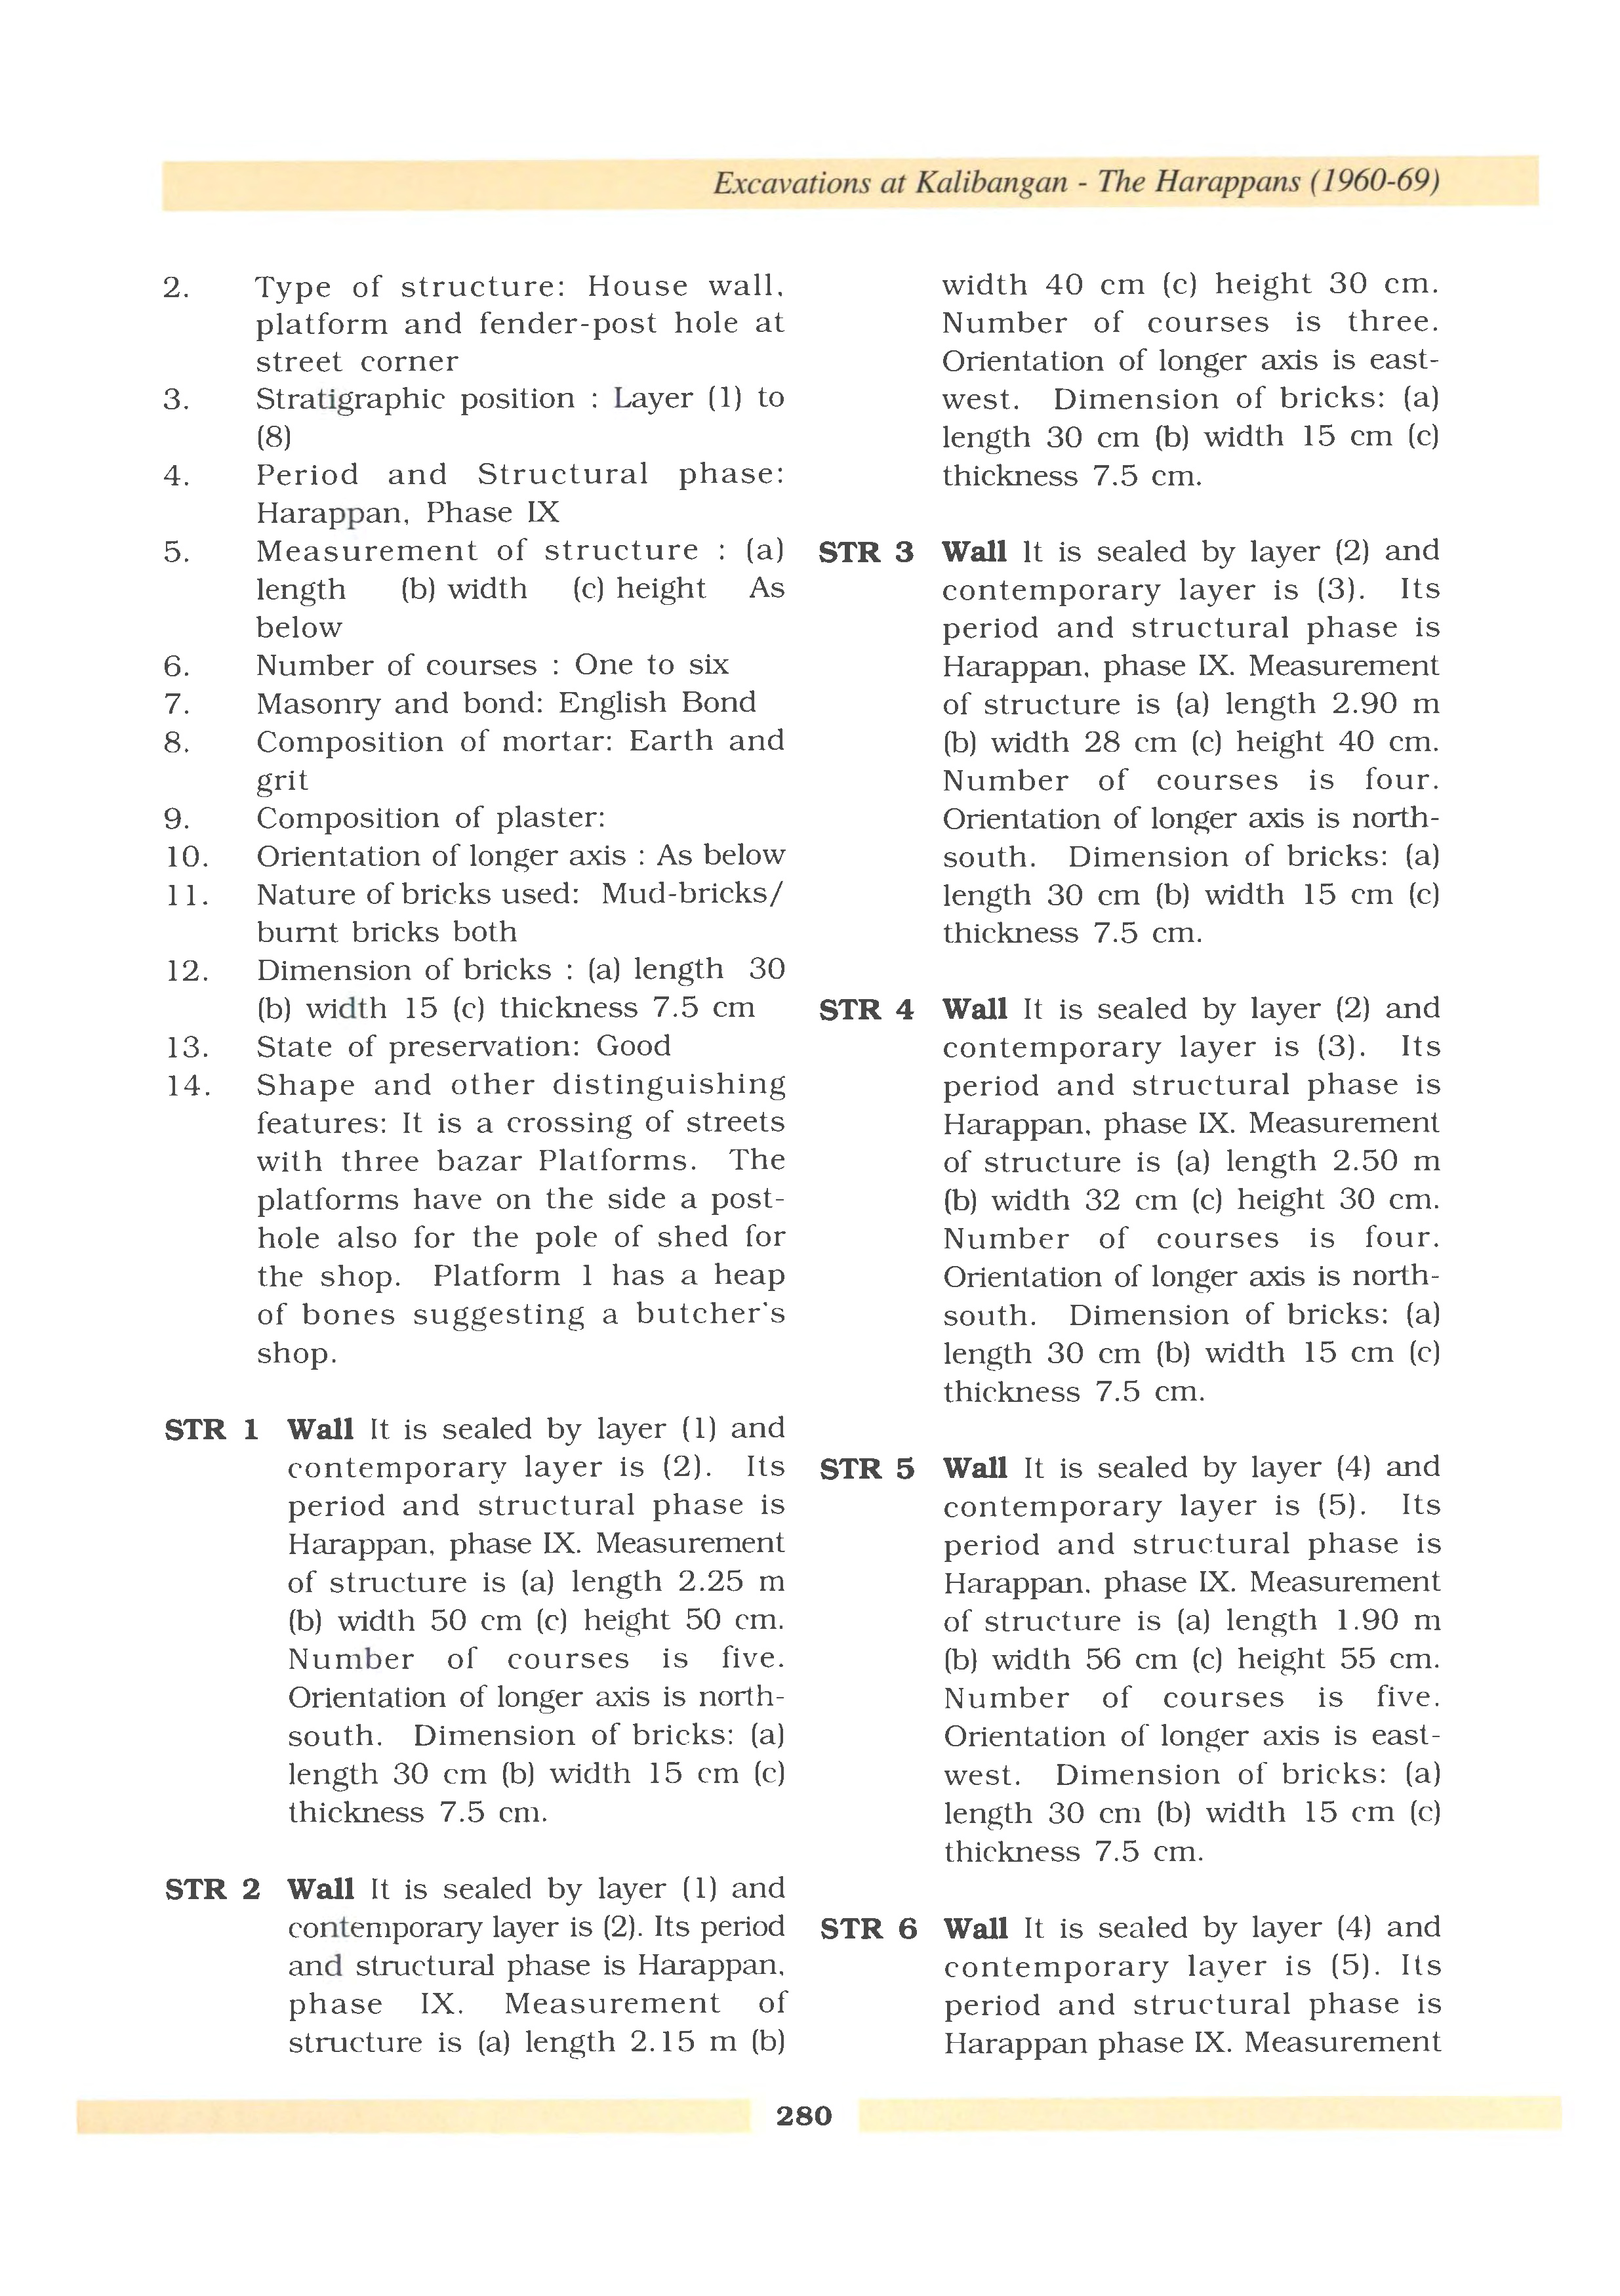 Excavations at Kalibangan - The Harappans (1960-69)
2. Type of structure: House wall,
platform and fender-post hole at
street corner
3. Stratigraphic position : Layer (1) to
(8)
4. Period and Structural phase:
Harappan, Phase IX
5. Measurement of structure : (a)
length (b) width (c) height As
below
6. Number of courses : One to six
7. Masonry and bond: English Bond
8. Composition of mortar: Earth and
grit
9. Composition of plaster:
10. Orientation of longer axis : As below
11. Nature of bricks used: Mud-bricks/
burnt bricks both
12. Dimension of bricks : (a) length 30
(b) width 15 (c) thickness 7.5 cm
13. State of preservation: Good
14. Shape and other distinguishing
features: It is a crossing of streets
with three bazar Platforms. The
platforms have on the side a post-
hole also for the pole of shed for
the shop. Platform 1 has a heap
of bones suggesting a butcher's
shop.
STR 1 Wall It is sealed by layer (1) and
contemporary layer is (2). Its
period and structural phase is
Harappan, phase IX. Measurement
of structure is (a) length 2.25 m
(b) width 50 cm (c) height 50 cm.
Number of courses is five.
Orientation of longer axis is north-
south. Dimension of bricks: (a)
length 30 cm (b) width 15 cm (c)
thickness 7.5 cm.
STR 2 Wall It is sealed by layer (1) and
contemporary layer is (2). Its period
and structural phase is Harappan,
phase IX. Measurement of
structure is (a) length 2.15 m (b)
width 40 cm (c) height 30 cm.
Number of courses is three.
Orientation of longer axis is east-
west. Dimension of bricks: (a)
length 30 cm (b) width 15 cm (c)
thickness 7.5 cm.
STR 3 Wall It is sealed by layer (2) and
contemporary layer is (3). Its
period and structural phase is
Harappan, phase IX. Measurement
of structure is (a) length 2.90 m
(b) width 28 cm (c) height 40 cm.
Number of courses is four.
Orientation of longer axis is north-
south. Dimension of bricks: (a)
length 30 cm (b) width 15 cm (c)
thickness 7.5 cm.
STR 4 Wall It is sealed by layer (2) and
contemporary layer is (3). Its
period and structural phase is
Harappan, phase IX. Measurement
of structure is (a) length 2.50 m
(b) width 32 cm (c) height 30 cm.
Number of courses is four.
Orientation of longer axis is north-
south. Dimension of bricks: (a)
length 30 cm (b) width 15 cm (c)
thickness 7.5 cm.
STR 5 Wall It is sealed by layer (4) and
contemporary layer is (5). Its
period and structural phase is
Harappan, phase IX. Measurement
of structure is (a) length 1.90 m
(b) width 56 cm (c) height 55 cm.
Number of courses is five.
Orientation of longer axis is east-
west. Dimension of bricks: (a)
length 30 cm (b) width 15 cm (c)
thickness 7.5 cm.
STR 6 Wall It is sealed by layer (4) and
contemporary layer is (5). Its
period and structural phase is
Harappan phase IX. Measurement
280